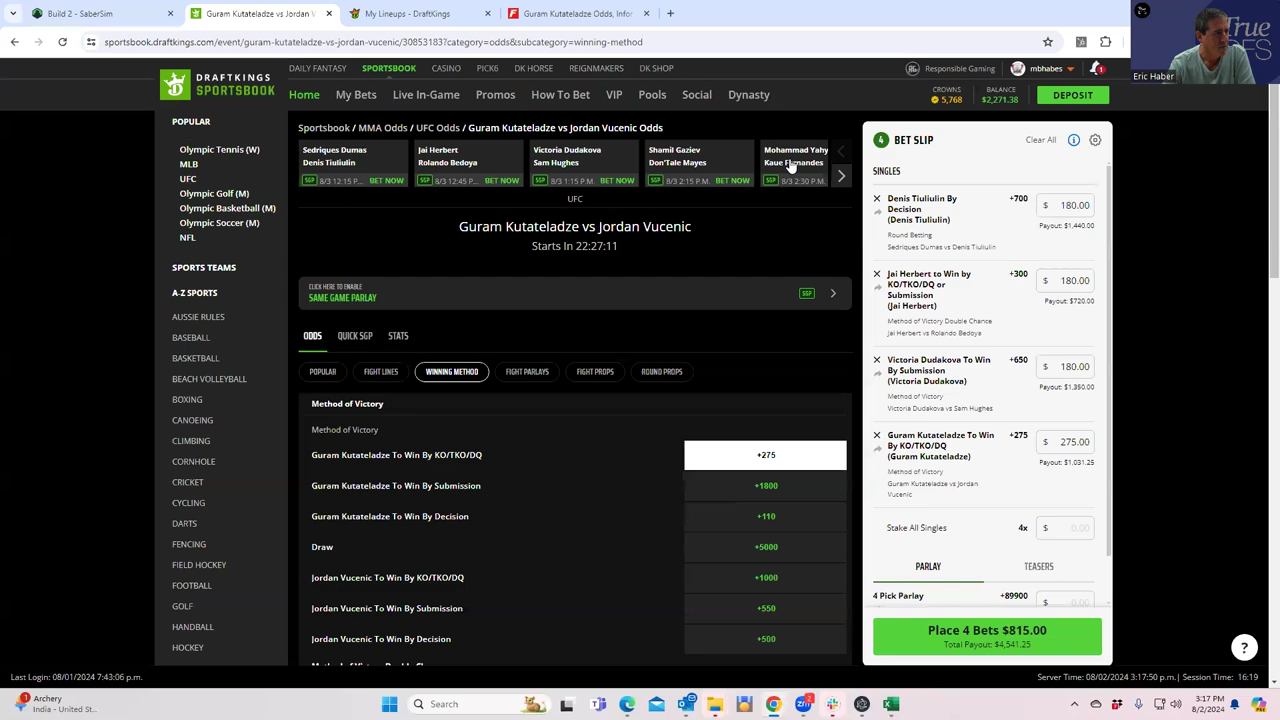 Build 2 - SaberSim
Guram Kutateladze vs Jordan V
My Lineups - DraftKings
Guram Kutateladze Odds, Infor
sportsbook.draftkings.com/event/guram-kutateladze-vs-jordan-vucenic/30853183?category=odds&subcategory=winning-method
Eric Haber
DRAFTKINGS
SPORTSBOOK
DAILY FANTASY
SPORTSBOOK
CASINO
PICK6
DK HORSE
REIGNMAKERS
DK SHOP
Responsible Gaming
mbhabes
1
Home
My Bets
Live In-Game
Promos
How To Bet
VIP
Pools
Social
Dynasty
CROWNS
5,768
BALANCE
$2,271.38
DEPOSIT
POPULAR
Olympic Tennis (W)
MLB
UFC
Olympic Golf (M)
Olympic Basketball (M)
Olympic Soccer (M)
NFL
SPORTS TEAMS
A-Z SPORTS
AUSSIE RULES
BASEBALL
BASKETBALL
BEACH VOLLEYBALL
BOXING
CANOEING
CLIMBING
CORNHOLE
CRICKET
CYCLING
DARTS
FENCING
FIELD HOCKEY
FOOTBALL
GOLF
HANDBALL
HOCKEY
Sportsbook / MMA Odds / UFC Odds / Guram Kutateladze vs Jordan Vucenic Odds
Sedriques Dumas
Denis Tiuliulin
SGP 8/3 12:15 P... BET NOW
Jai Herbert
Rolando Bedoya
SGP 8/3 12:45 P... BET NOW
Victoria Dudakova
Sam Hughes
SGP 8/3 1:15 P.M. BET NOW
Shamil Gaziev
Don'Tale Mayes
SGP 8/3 2:15 P.M. BET NOW
Mohammad Yahy
Kaue Fernandes
SGP 8/3 2:30 P.M.
UFC
Guram Kutateladze vs Jordan Vucenic
Starts In 22:27:11
CLICK HERE TO ENABLE
SAME GAME PARLAY
SGP
ODDS
QUICK SGP
STATS
POPULAR
FIGHT LINES
WINNING METHOD
FIGHT PARLAYS
FIGHT PROPS
ROUND PROPS
Method of Victory
Method of Victory
Guram Kutateladze To Win By KO/TKO/DQ +275
Guram Kutateladze To Win By Submission +1800
Guram Kutateladze To Win By Decision +110
Draw +5000
Jordan Vucenic To Win By KO/TKO/DQ +1000
Jordan Vucenic To Win By Submission +550
Jordan Vucenic To Win By Decision +500
4 BET SLIP
Clear All
SINGLES
Denis Tiuliulin By
Decision
(Denis Tiuliulin)
+700
$ 180.00
Payout: $1,440.00
Round Betting
Sedriques Dumas vs Denis Tiuliulin
Jai Herbert to Win by
KO/TKO/DQ or
Submission
(Jai Herbert)
+300
$ 180.00
Payout: $720.00
Method of Victory Double Chance
Jai Herbert vs Rolando Bedoya
Victoria Dudakova To Win
By Submission
(Victoria Dudakova)
+650
$ 180.00
Payout: $1,350.00
Method of Victory
Victoria Dudakova vs Sam Hughes
Guram Kutateladze To Win
By KO/TKO/DQ
(Guram Kutateladze)
+275
$ 275.00
Payout: $1,031.25
Method of Victory
Guram Kutateladze vs Jordan
Vucenic
Stake All Singles 4x $ 0.00
PARLAY
TEASERS
4 Pick Parlay +89900 $ 0.00
Place 4 Bets $815.00
Total Payout: $4,541.25
?
Last Login: 08/01/2024 7:43:06 p.m.
Server Time: 08/02/2024 3:17:50 p.m.| Session Time: 16:19
Archery
India - United St...
Search
3:17 PM
8/2/2024